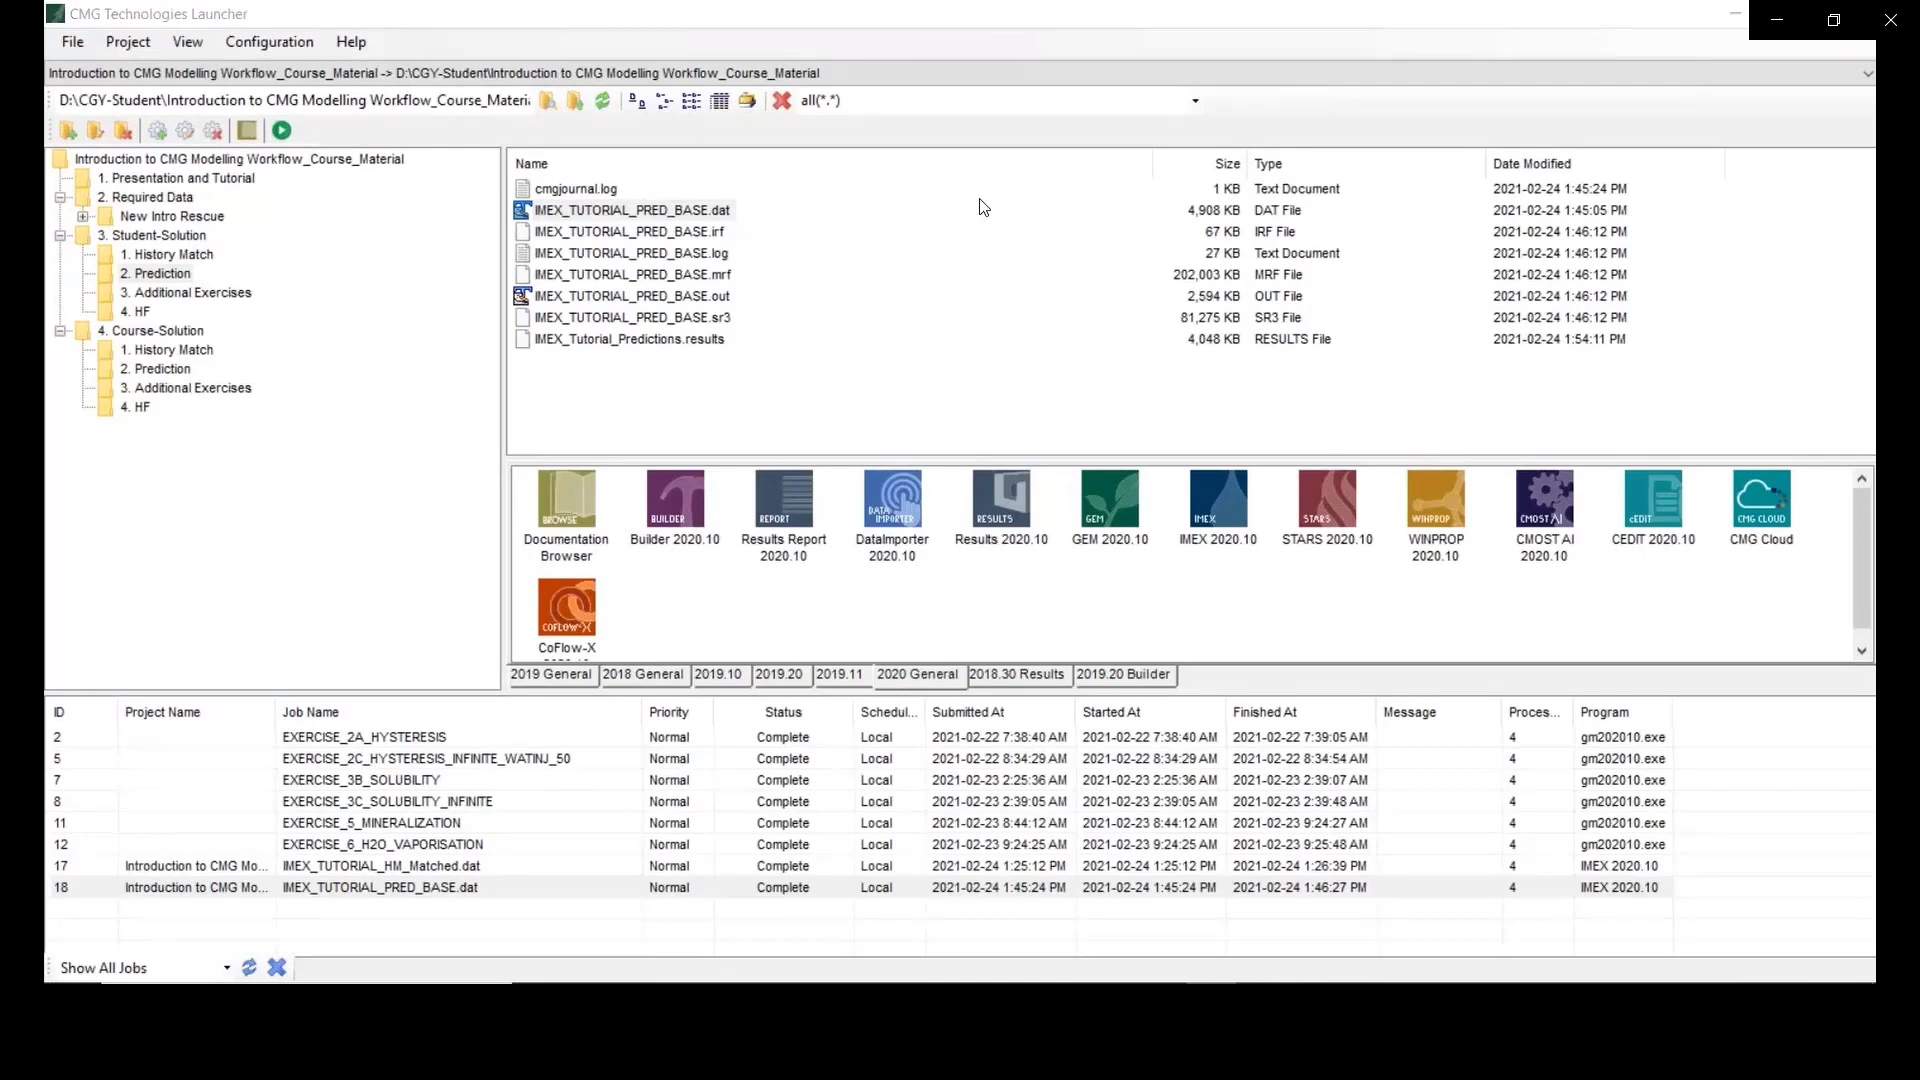 CMG Technologies Launcher
File Project View Configuration Help
Introduction to CMG Modelling Workflow_Course_Material -> D:\CGY-Student\Introduction to CMG Modelling Workflow_Course_Material
D:\CGY-Student\Introduction to CMG Modelling Workflow_Course_Materi: all(*.*)
Introduction to CMG Modelling Workflow_Course_Material
1. Presentation and Tutorial
2. Required Data
New Intro Rescue
3. Student-Solution
1. History Match
2. Prediction
3. Additional Exercises
4. HF
4. Course-Solution
1. History Match
2. Prediction
3. Additional Exercises
4. HF
Name Size Type Date Modified
cmgjournal.log 1 KB Text Document 2021-02-24 1:45:24 PM
IMEX_TUTORIAL_PRED_BASE.dat 4,908 KB DAT File 2021-02-24 1:45:05 PM
IMEX_TUTORIAL_PRED_BASE.irf 67 KB IRF File 2021-02-24 1:46:12 PM
IMEX_TUTORIAL_PRED_BASE.log 27 KB Text Document 2021-02-24 1:46:12 PM
IMEX_TUTORIAL_PRED_BASE.mrf 202,003 KB MRF File 2021-02-24 1:46:12 PM
IMEX_TUTORIAL_PRED_BASE.out 2,594 KB OUT File 2021-02-24 1:46:12 PM
IMEX_TUTORIAL_PRED_BASE.sr3 81,275 KB SR3 File 2021-02-24 1:46:12 PM
IMEX_Tutorial_Predictions.results 4,048 KB RESULTS File 2021-02-24 1:54:11 PM
BROWSE BUILDER REPORT DATA IMPORTER RESULTS GEM IMEX STARS WINPROP CMOST AI cEDIT CMG CLOUD
Documentation Builder 2020.10 Results Report DataImporter Results 2020.10 GEM 2020.10 IMEX 2020.10 STARS 2020.10 WINPROP CMOST AI CEDIT 2020.10 CMG Cloud
Browser 2020.10 2020.10 2020.10 2020.10
COFLOW-X
CoFlow-X
2019 General 2018 General 2019.10 2019.20 2019.11 2020 General 2018.30 Results 2019.20 Builder
ID Project Name Job Name Priority Status Schedul... Submitted At Started At Finished At Message Proces... Program
2 EXERCISE_2A_HYSTERESIS Normal Complete Local 2021-02-22 7:38:40 AM 2021-02-22 7:38:40 AM 2021-02-22 7:39:05 AM 4 gm202010.exe
5 EXERCISE_2C_HYSTERESIS_INFINITE_WATINJ_50 Normal Complete Local 2021-02-22 8:34:29 AM 2021-02-22 8:34:29 AM 2021-02-22 8:34:54 AM 4 gm202010.exe
7 EXERCISE_3B_SOLUBILITY Normal Complete Local 2021-02-23 2:25:36 AM 2021-02-23 2:25:36 AM 2021-02-23 2:39:07 AM 4 gm202010.exe
8 EXERCISE_3C_SOLUBILITY_INFINITE Normal Complete Local 2021-02-23 2:39:05 AM 2021-02-23 2:39:05 AM 2021-02-23 2:39:48 AM 4 gm202010.exe
11 EXERCISE_5_MINERALIZATION Normal Complete Local 2021-02-23 8:44:12 AM 2021-02-23 8:44:12 AM 2021-02-23 9:24:27 AM 4 gm202010.exe
12 EXERCISE_6_H2O_VAPORISATION Normal Complete Local 2021-02-23 9:24:25 AM 2021-02-23 9:24:25 AM 2021-02-23 9:25:48 AM 4 gm202010.exe
17 Introduction to CMG Mo... IMEX_TUTORIAL_HM_Matched.dat Normal Complete Local 2021-02-24 1:25:12 PM 2021-02-24 1:25:12 PM 2021-02-24 1:26:39 PM 4 IMEX 2020.10
18 Introduction to CMG Mo... IMEX_TUTORIAL_PRED_BASE.dat Normal Complete Local 2021-02-24 1:45:24 PM 2021-02-24 1:45:24 PM 2021-02-24 1:46:27 PM 4 IMEX 2020.10
Show All Jobs